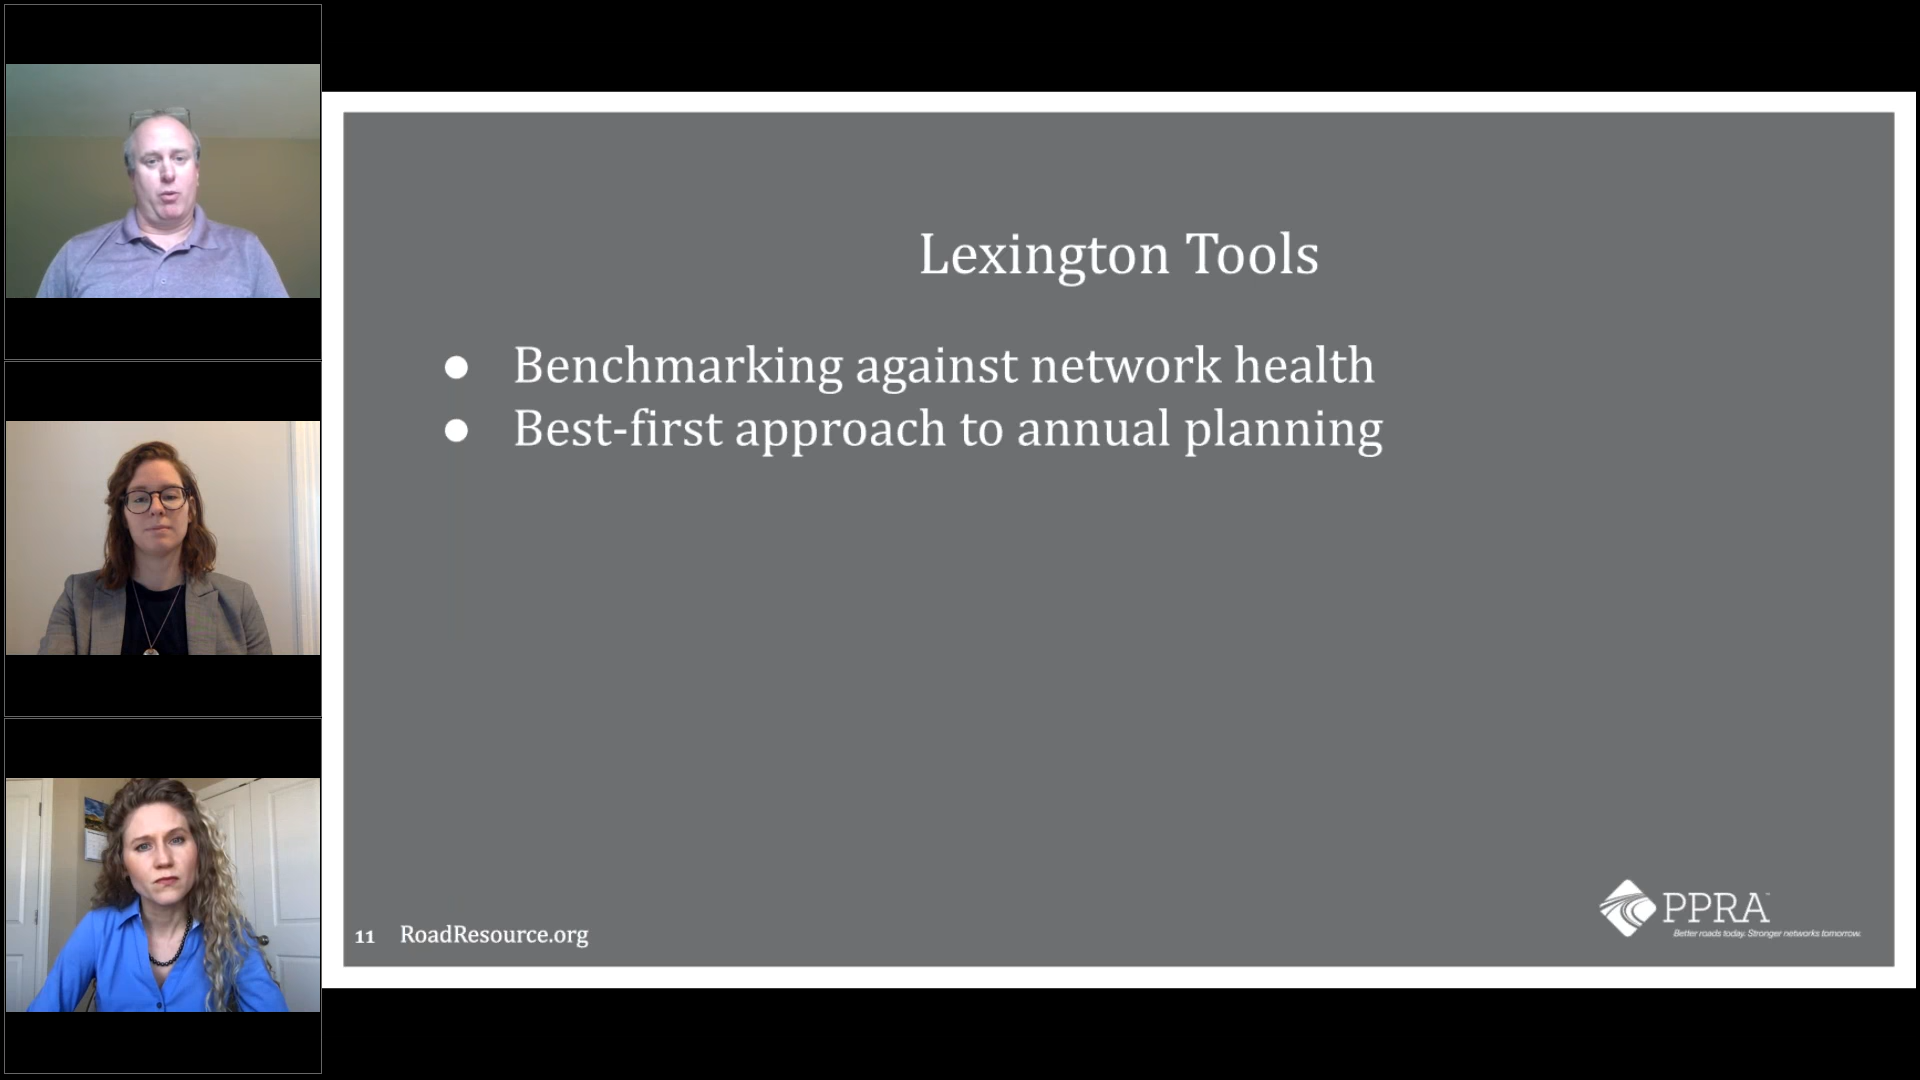 Lexington Tools
● Benchmarking against network health
● Best-first approach to annual planning
11 RoadResource.org
PPRA™
Better roads today. Stronger networks tomorrow.